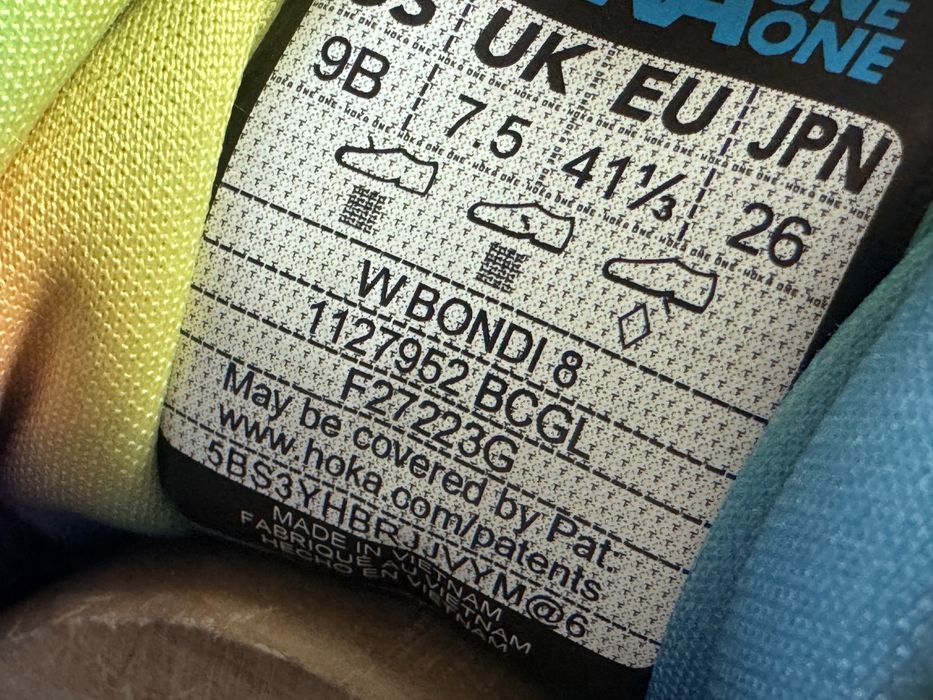 ONE
ONE
US UK EU JPN
9B 7.5 41⅓ 26
W BONDI 8
1127952 BCGL
F27223G
May be covered by Pat.:
www.hoka.com/patents
5BS3YHBRJJVYM@6
MADE IN VIETNAM
FABRIQUE A VIETNAM
HECHO EN VIETNAM